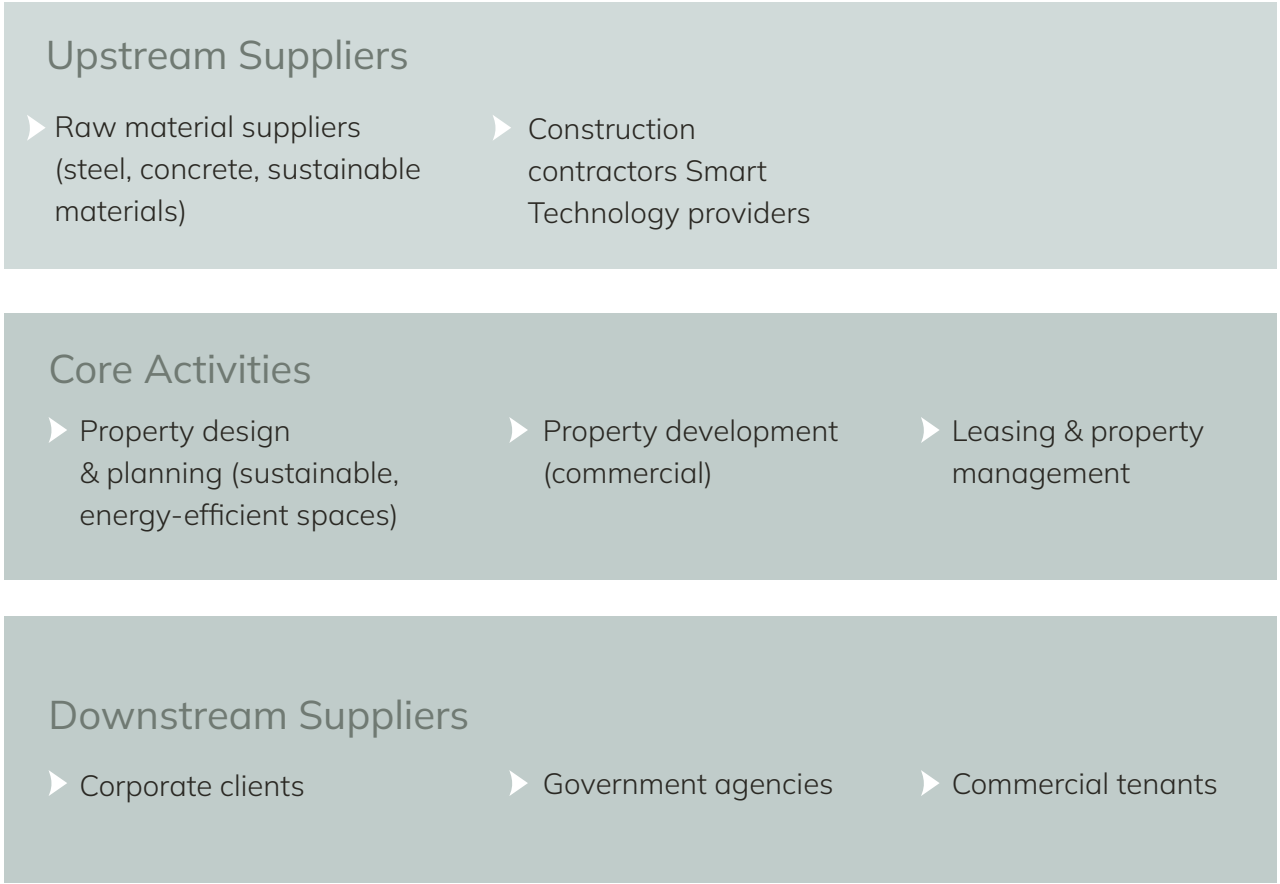 Upstream Suppliers
Raw material suppliers
(steel, concrete, sustainable
materials)
Construction
contractors Smart
Technology providers
Core Activities
Property design
& planning (sustainable,
energy-efficient spaces)
Property development
(commercial)
Leasing & property
management
Downstream Suppliers
Corporate clients
Government agencies
Commercial tenants